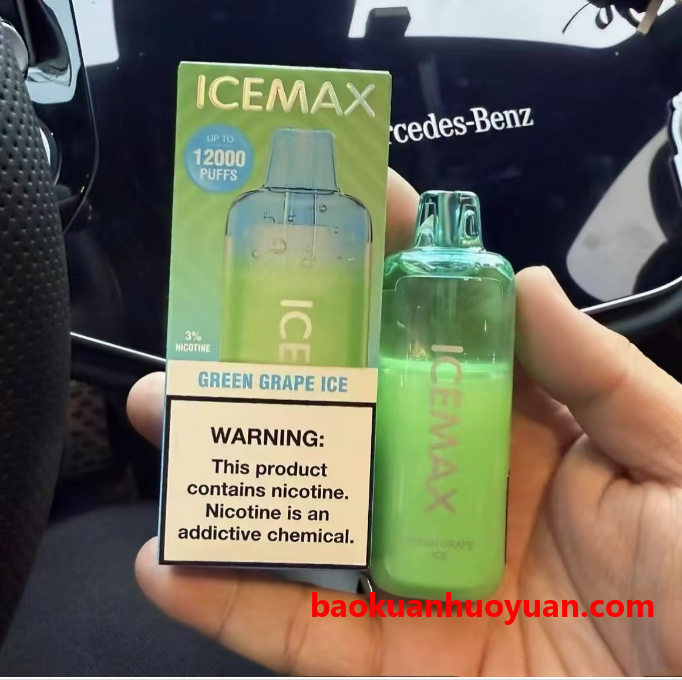 ICEMAX
UP TO
12000
PUFFS
rcedes-Benz
ICE
3%
NICOTINE
GREEN GRAPE ICE
WARNING:
This product
contains nicotine.
Nicotine is an
addictive chemical.
ICEMAX
GRAPE
ICE
baokuanhuoyuan.com